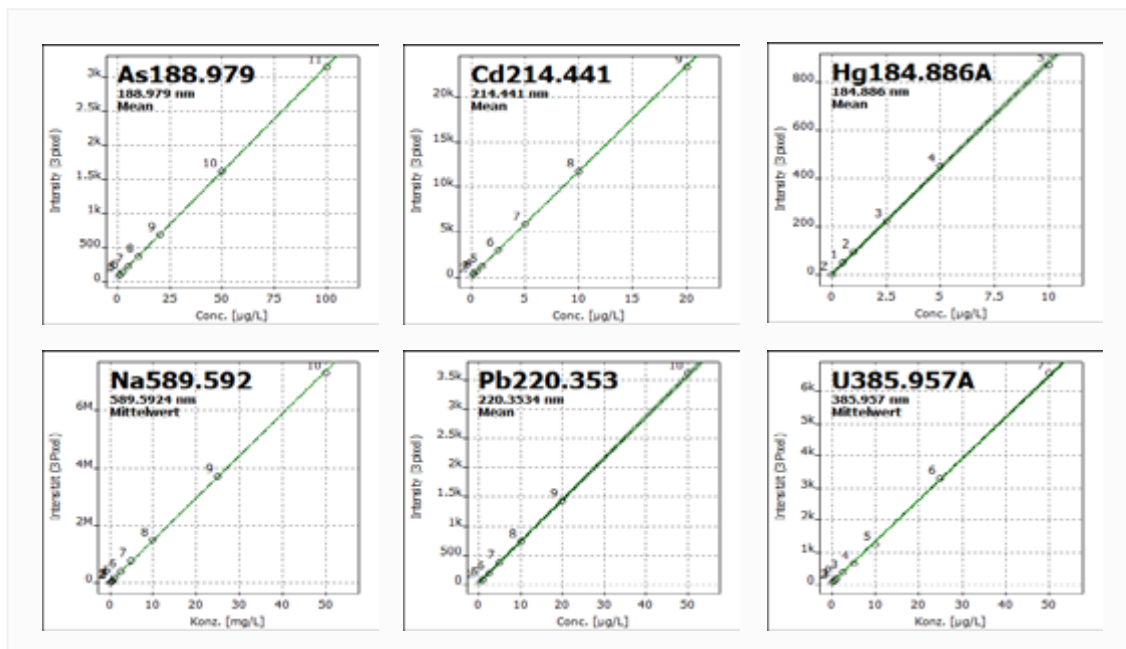 As188.979
188.979 nm
Mean
Intensity (3 pixel)
3k
2.5k
2k
1.5k
1k
500
0
11
10
9
8
7
0
25
50
75
100
Conc. [µg/L]
Cd214.441
214.441 nm
Mean
Intensity (3 pixel)
20k
15k
10k
5k
0
9
8
7
6
0
5
10
15
20
Conc. [µg/L]
Hg184.886A
184.886 nm
Mean
Intensity (3 pixel)
800
600
400
200
0
5
4
3
2
1
2
0
2.5
5
7.5
10
Conc. [µg/L]
Na589.592
589.5924 nm
Mittelwert
Intensität (3 Pixel)
6M
4M
2M
0
10
9
8
7
6
0
10
20
30
40
50
Konz. [mg/L]
Pb220.353
220.3534 nm
Mean
Intensity (3 pixel)
3.5k
3k
2.5k
2k
1.5k
1k
500
0
10
9
8
7
6
0
10
20
30
40
50
Conc. [µg/L]
U385.957A
385.957 nm
Mittelwert
Intensität (3 Pixel)
6k
5k
4k
3k
2k
1k
0
7
6
5
4
3
0
10
20
30
40
50
Konz. [µg/L]